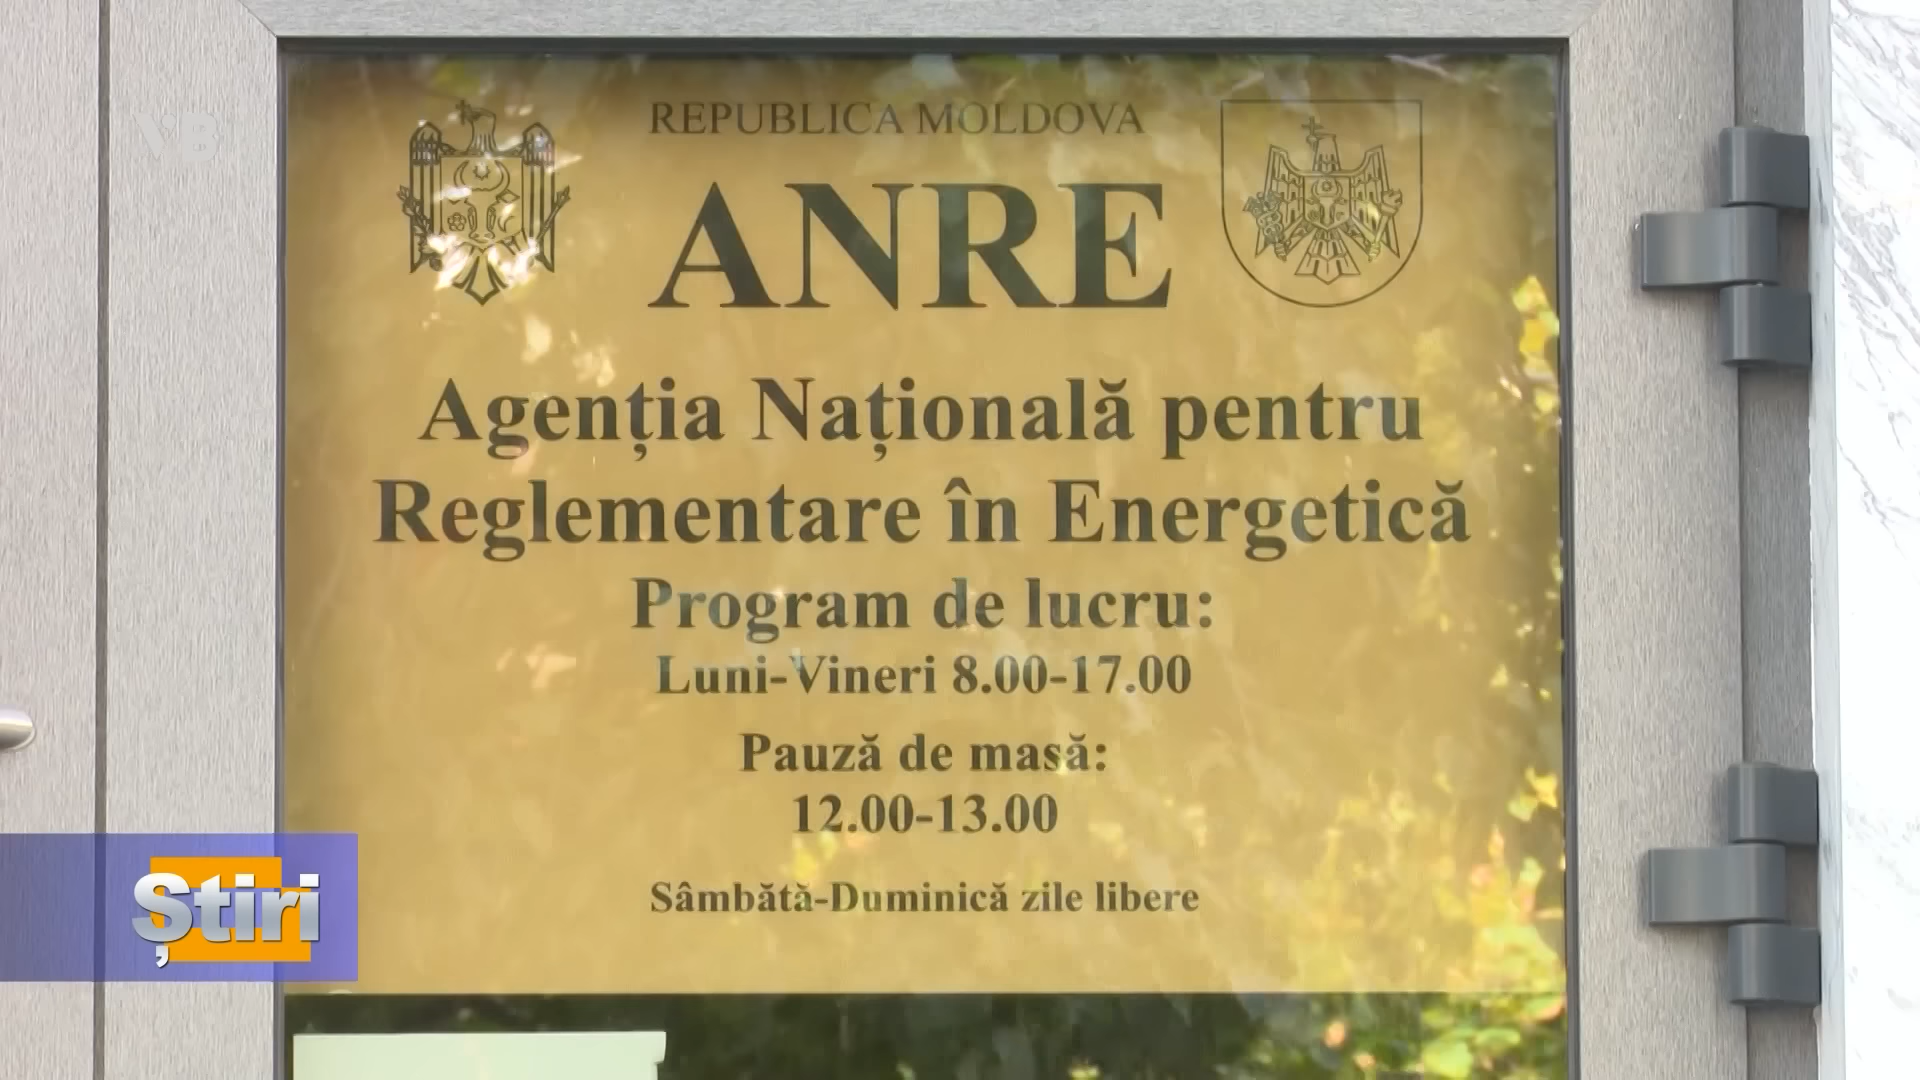 VB
REPUBLICA MOLDOVA
ANRE
Agenția Națională pentru
Reglementare în Energetică
Program de lucru:
Luni-Vineri 8.00-17.00
Pauză de masă:
12.00-13.00
Sâmbătă-Duminică zile libere
Știri